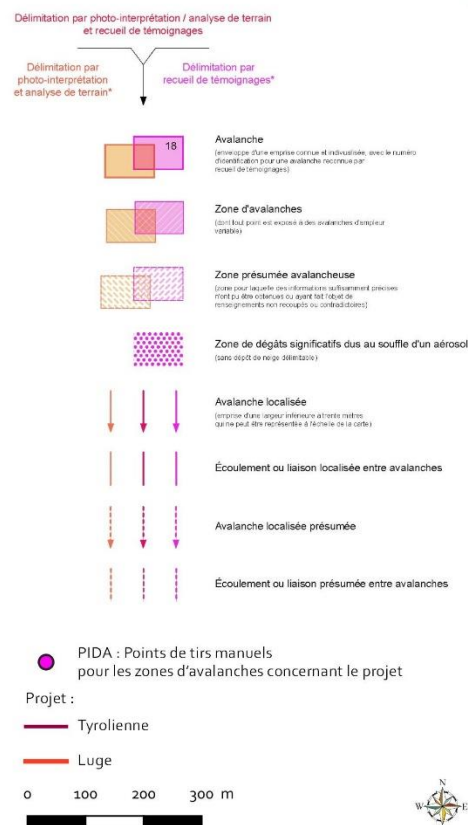 Délimitation par photo-interprétation / analyse de terrain
et recueil de témoignages
Délimitation par
photo-interprétation
et analyse de terrain*
Délimitation par
recueil de témoignages*
18
Avalanche
(enveloppe d'une emprise connue et individualisée, avec le numéro
d'identification pour une avalanche reconnue par
recueil de témoignages)
Zone d'avalanches
(dont tout point est exposé à des avalanches d'ampleur
variable)
Zone présumée avalancheuse
(zone pour laquelle des informations suffisamment précises
n'ont pu être obtenues ou ayant fait l'objet de
renseignements non recoupés ou contradictoires)
Zone de dégâts significatifs dus au souffle d'un aérosol
(sans dépôt de neige délimitable)
Avalanche localisée
(emprise d'une largeur inférieure à trente mètres
qui ne peut être représentée à l'échelle de la carte)
Écoulement ou liaison localisée entre avalanches
Avalanche localisée présumée
Écoulement ou liaison présumée entre avalanches
PIDA : Points de tirs manuels
pour les zones d'avalanches concernant le projet
Projet :
Tyrolienne
Luge
0 100 200 300 m
N
W E
S